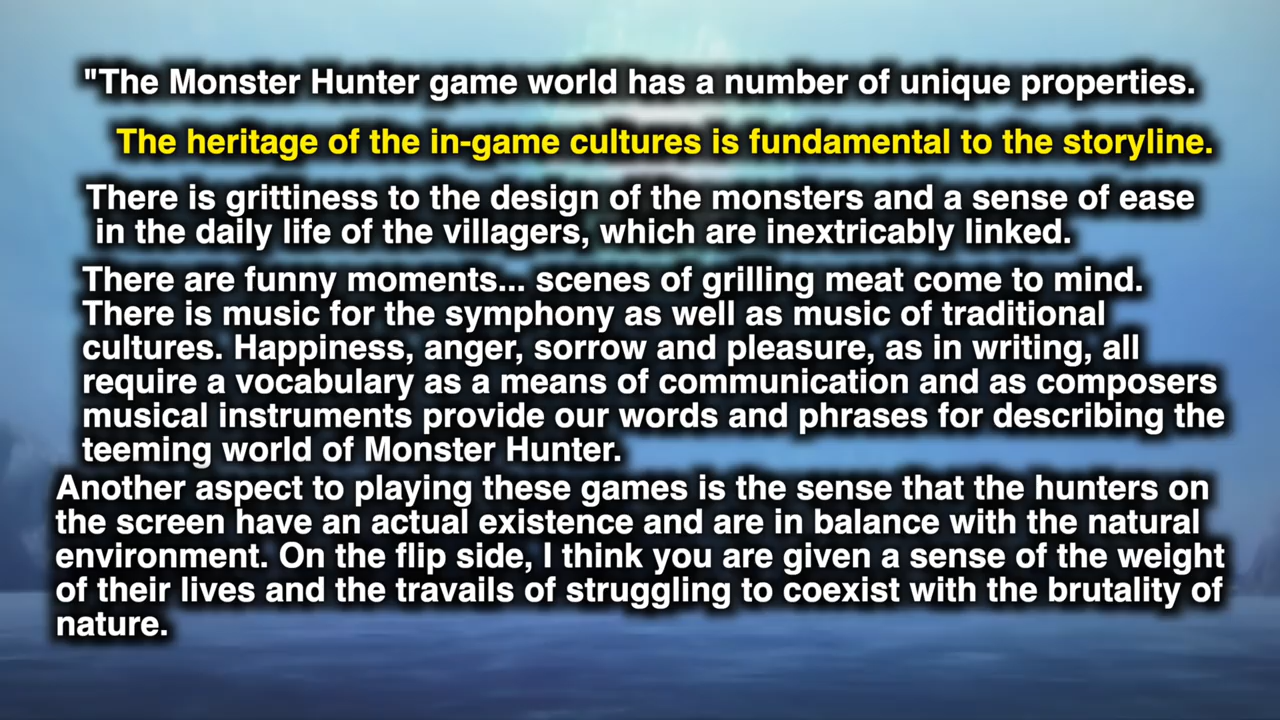 "The Monster Hunter game world has a number of unique properties.
The heritage of the in-game cultures is fundamental to the storyline.
There is grittiness to the design of the monsters and a sense of ease
in the daily life of the villagers, which are inextricably linked.
There are funny moments... scenes of grilling meat come to mind.
There is music for the symphony as well as music of traditional
cultures. Happiness, anger, sorrow and pleasure, as in writing, all
require a vocabulary as a means of communication and as composers
musical instruments provide our words and phrases for describing the
teeming world of Monster Hunter.
Another aspect to playing these games is the sense that the hunters on
the screen have an actual existence and are in balance with the natural
environment. On the flip side, I think you are given a sense of the weight
of their lives and the travails of struggling to coexist with the brutality of
nature.